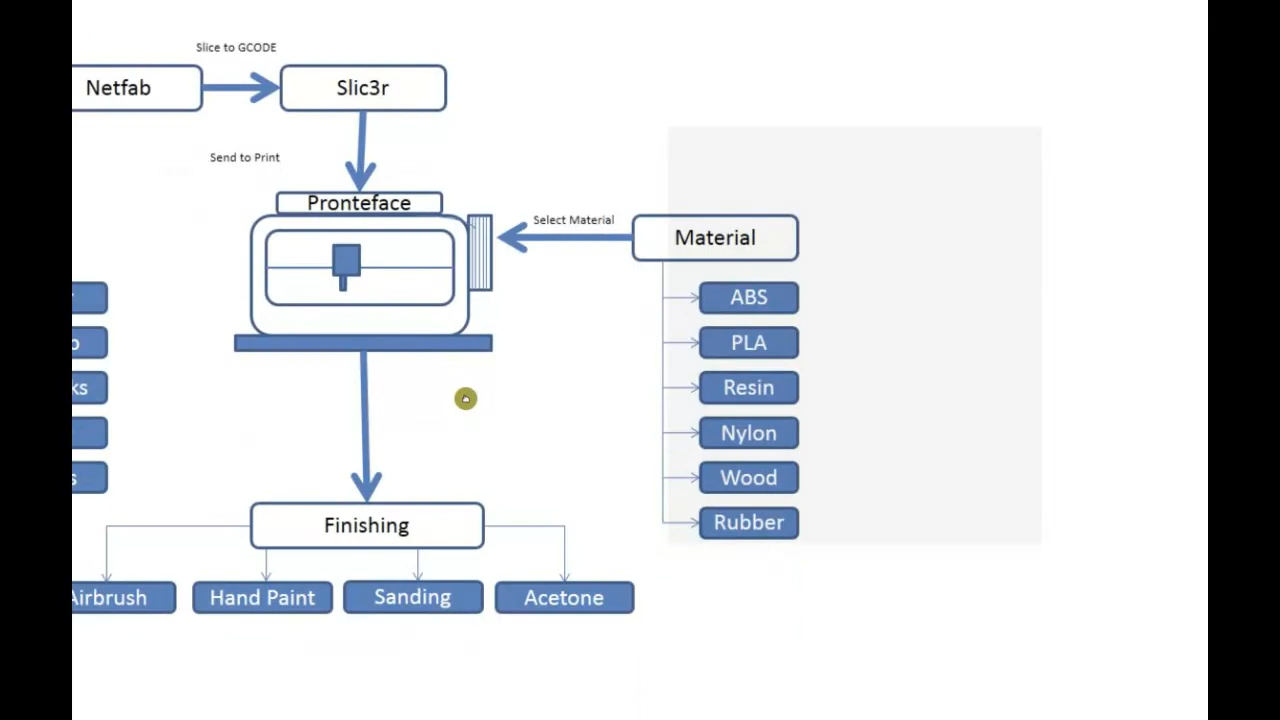 Slice to GCODE
Netfab
Slic3r
Send to Print
Pronteface
Select Material
Material
ABS
PLA
Resin
Nylon
Wood
Rubber
ks
s
Finishing
Airbrush
Hand Paint
Sanding
Acetone